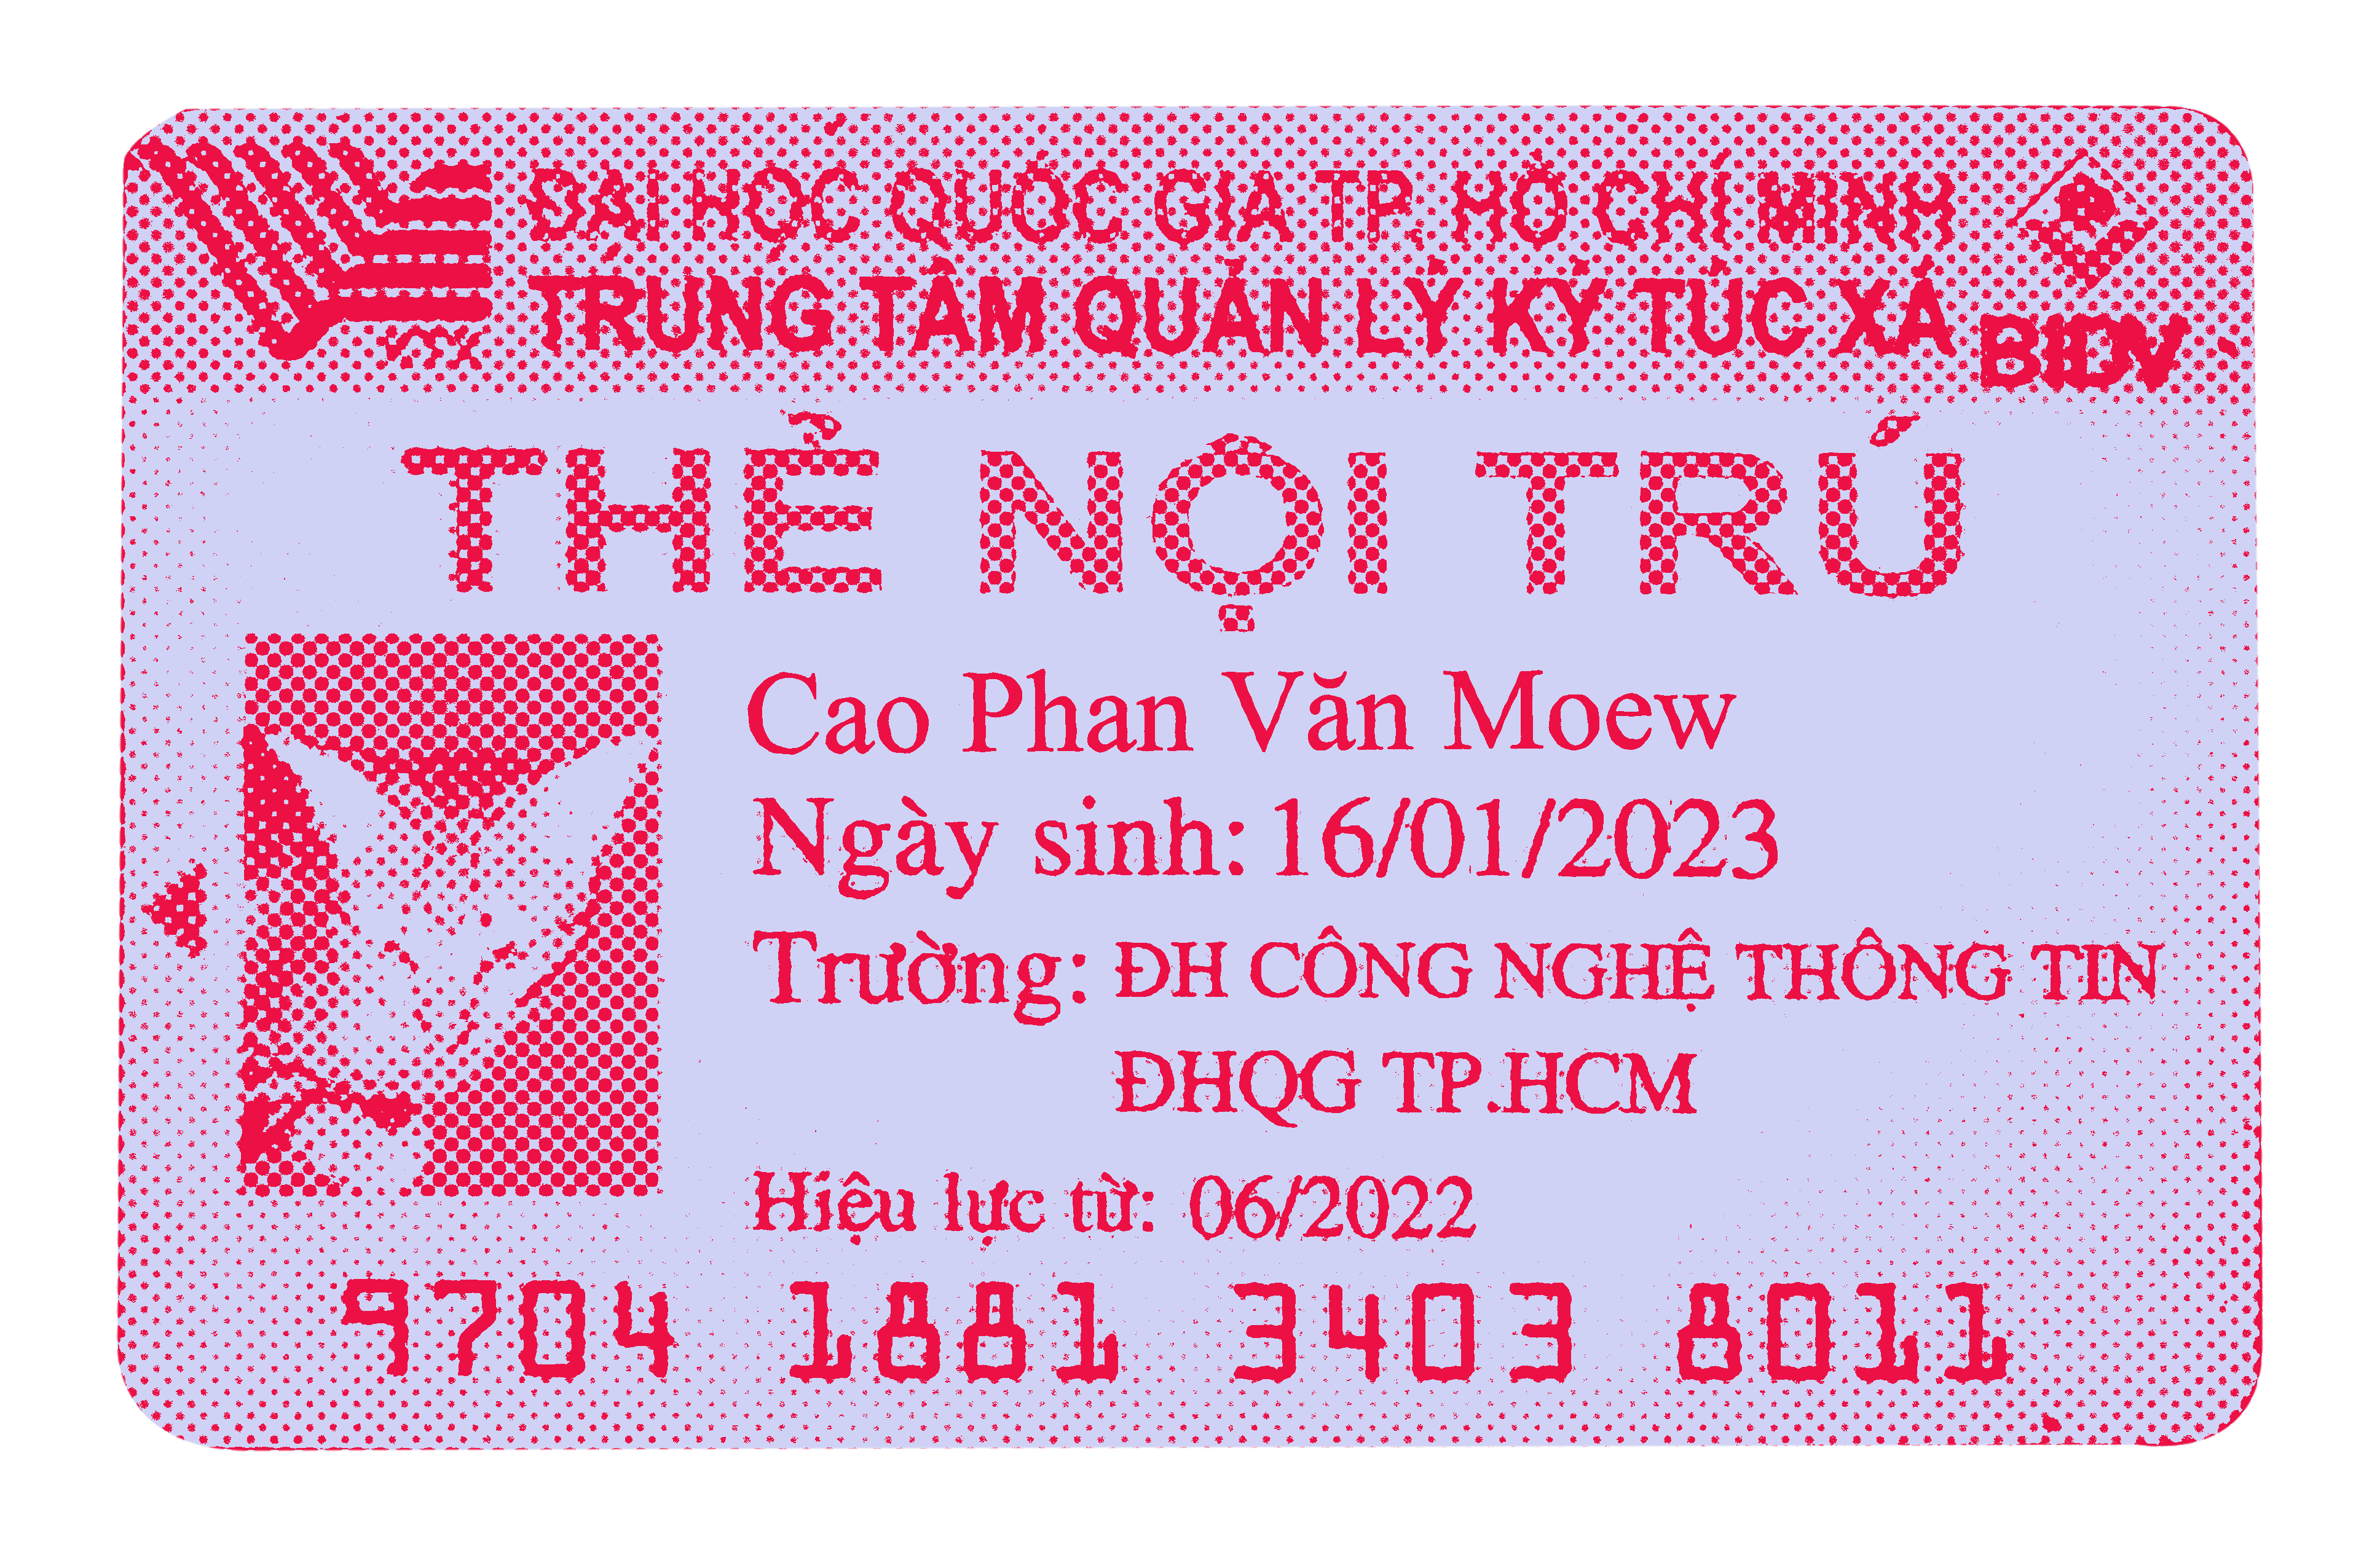 ĐẠI HỌC QUỐC GIA TP. HỒ CHÍ MINH
TRUNG TÂM QUẢN LÝ KÝ TÚC XÁ
KTX
BIDV
THẺ NỘI TRÚ
Cao Phan Văn Moew
Ngày sinh: 16/01/2023
Trường: ĐH CÔNG NGHỆ THÔNG TIN
ĐHQG TP.HCM
Hiệu lực từ: 06/2022
9704 1881 3403 8011